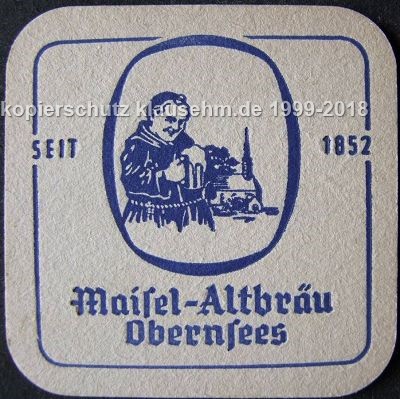 kopierschutz klausehm.de 1999-2018
SEIT 1852
Maiſel-Altbräu
Obernſees